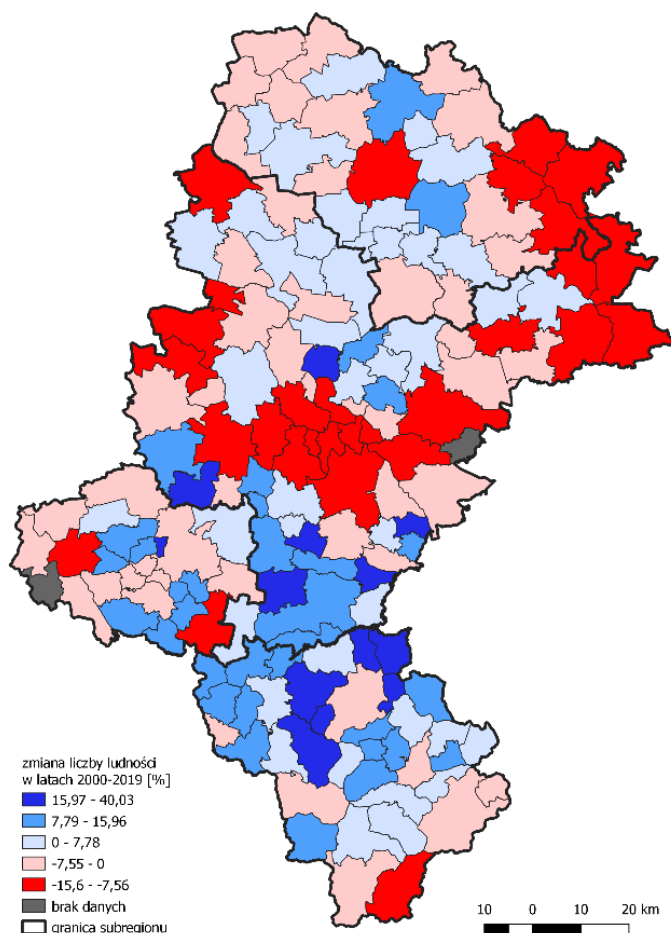 zmiana liczby ludności
w latach 2000-2019 [%]
15,97 - 40,03
7,79 - 15,96
0 - 7,78
-7,55 - 0
-15,6 - -7,56
brak danych
granica subregionu
10 0 10 20 km